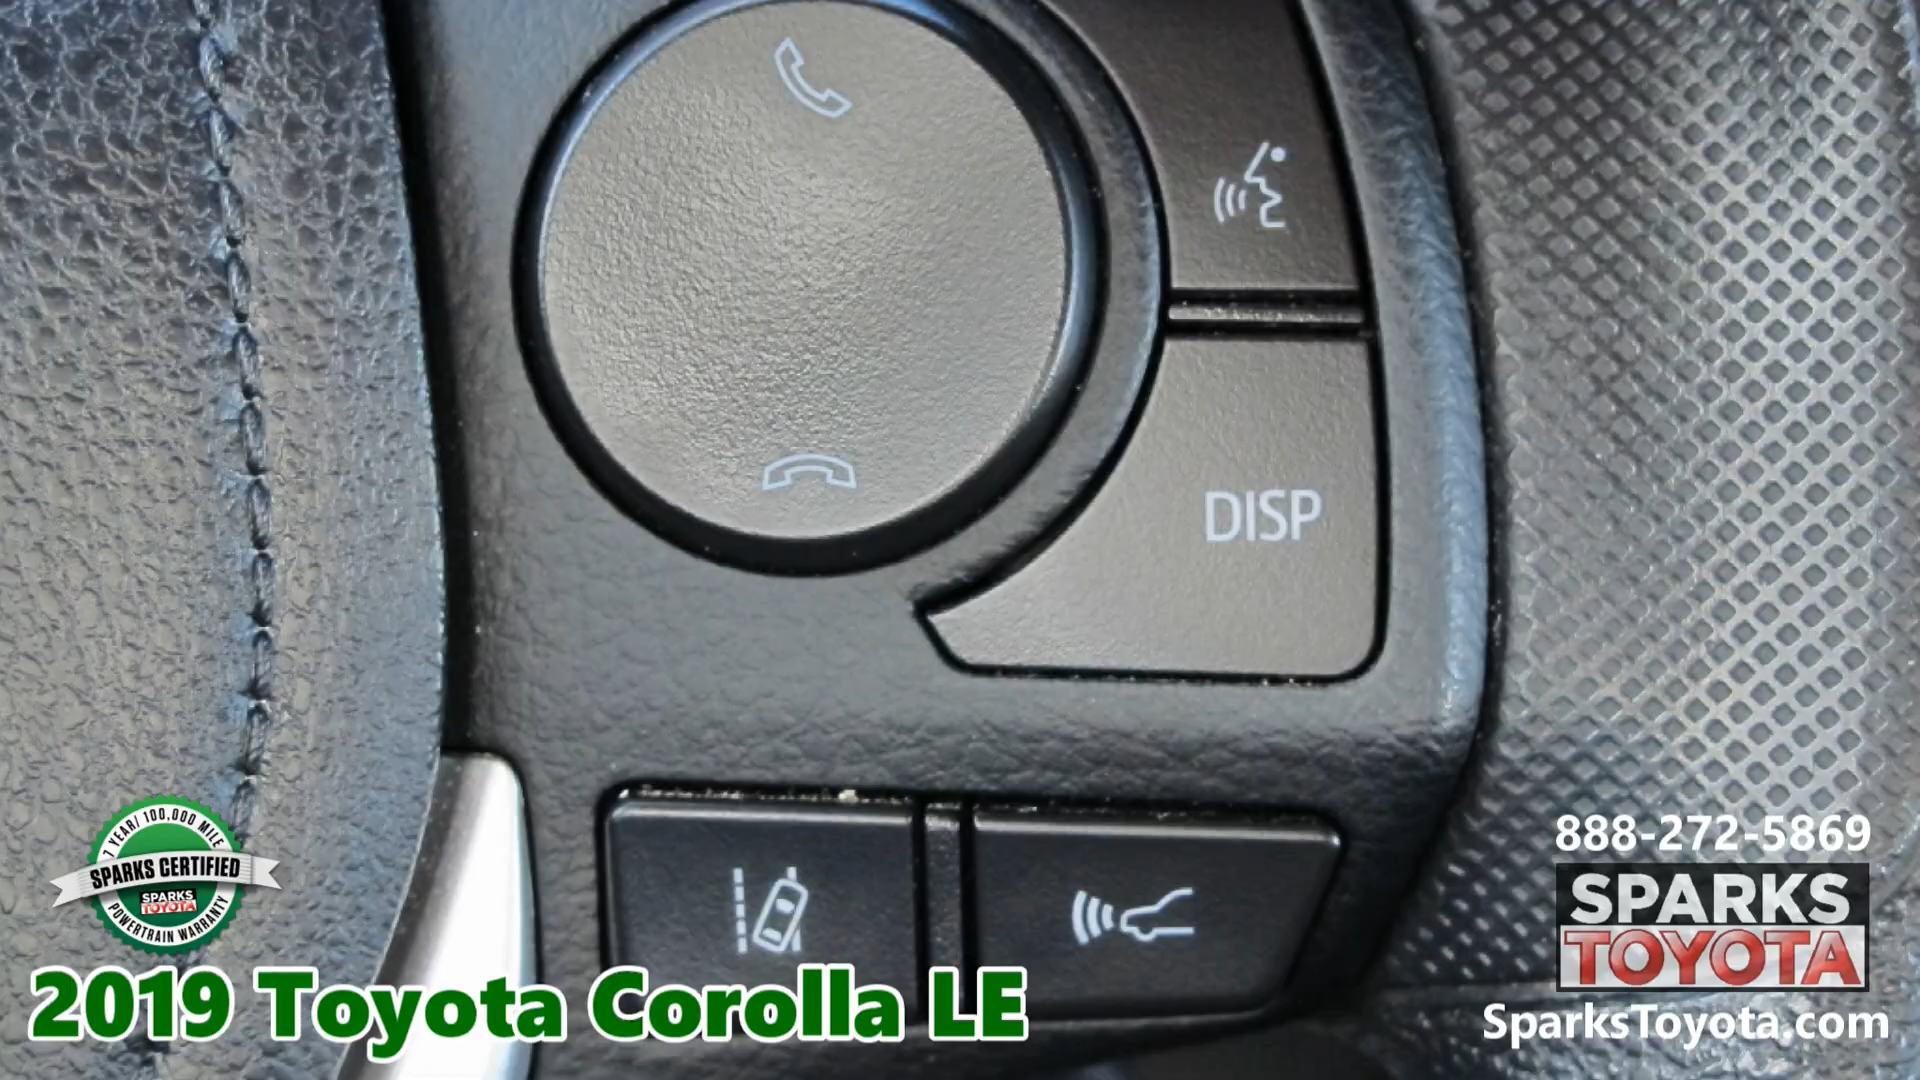 DISP
7 YEAR/ 100,000 MILE
SPARKS CERTIFIED
SPARKS
TOYOTA
POWERTRAIN WARRANTY
2019 Toyota Corolla LE
888-272-5869
SPARKS
TOYOTA
SparksToyota.com